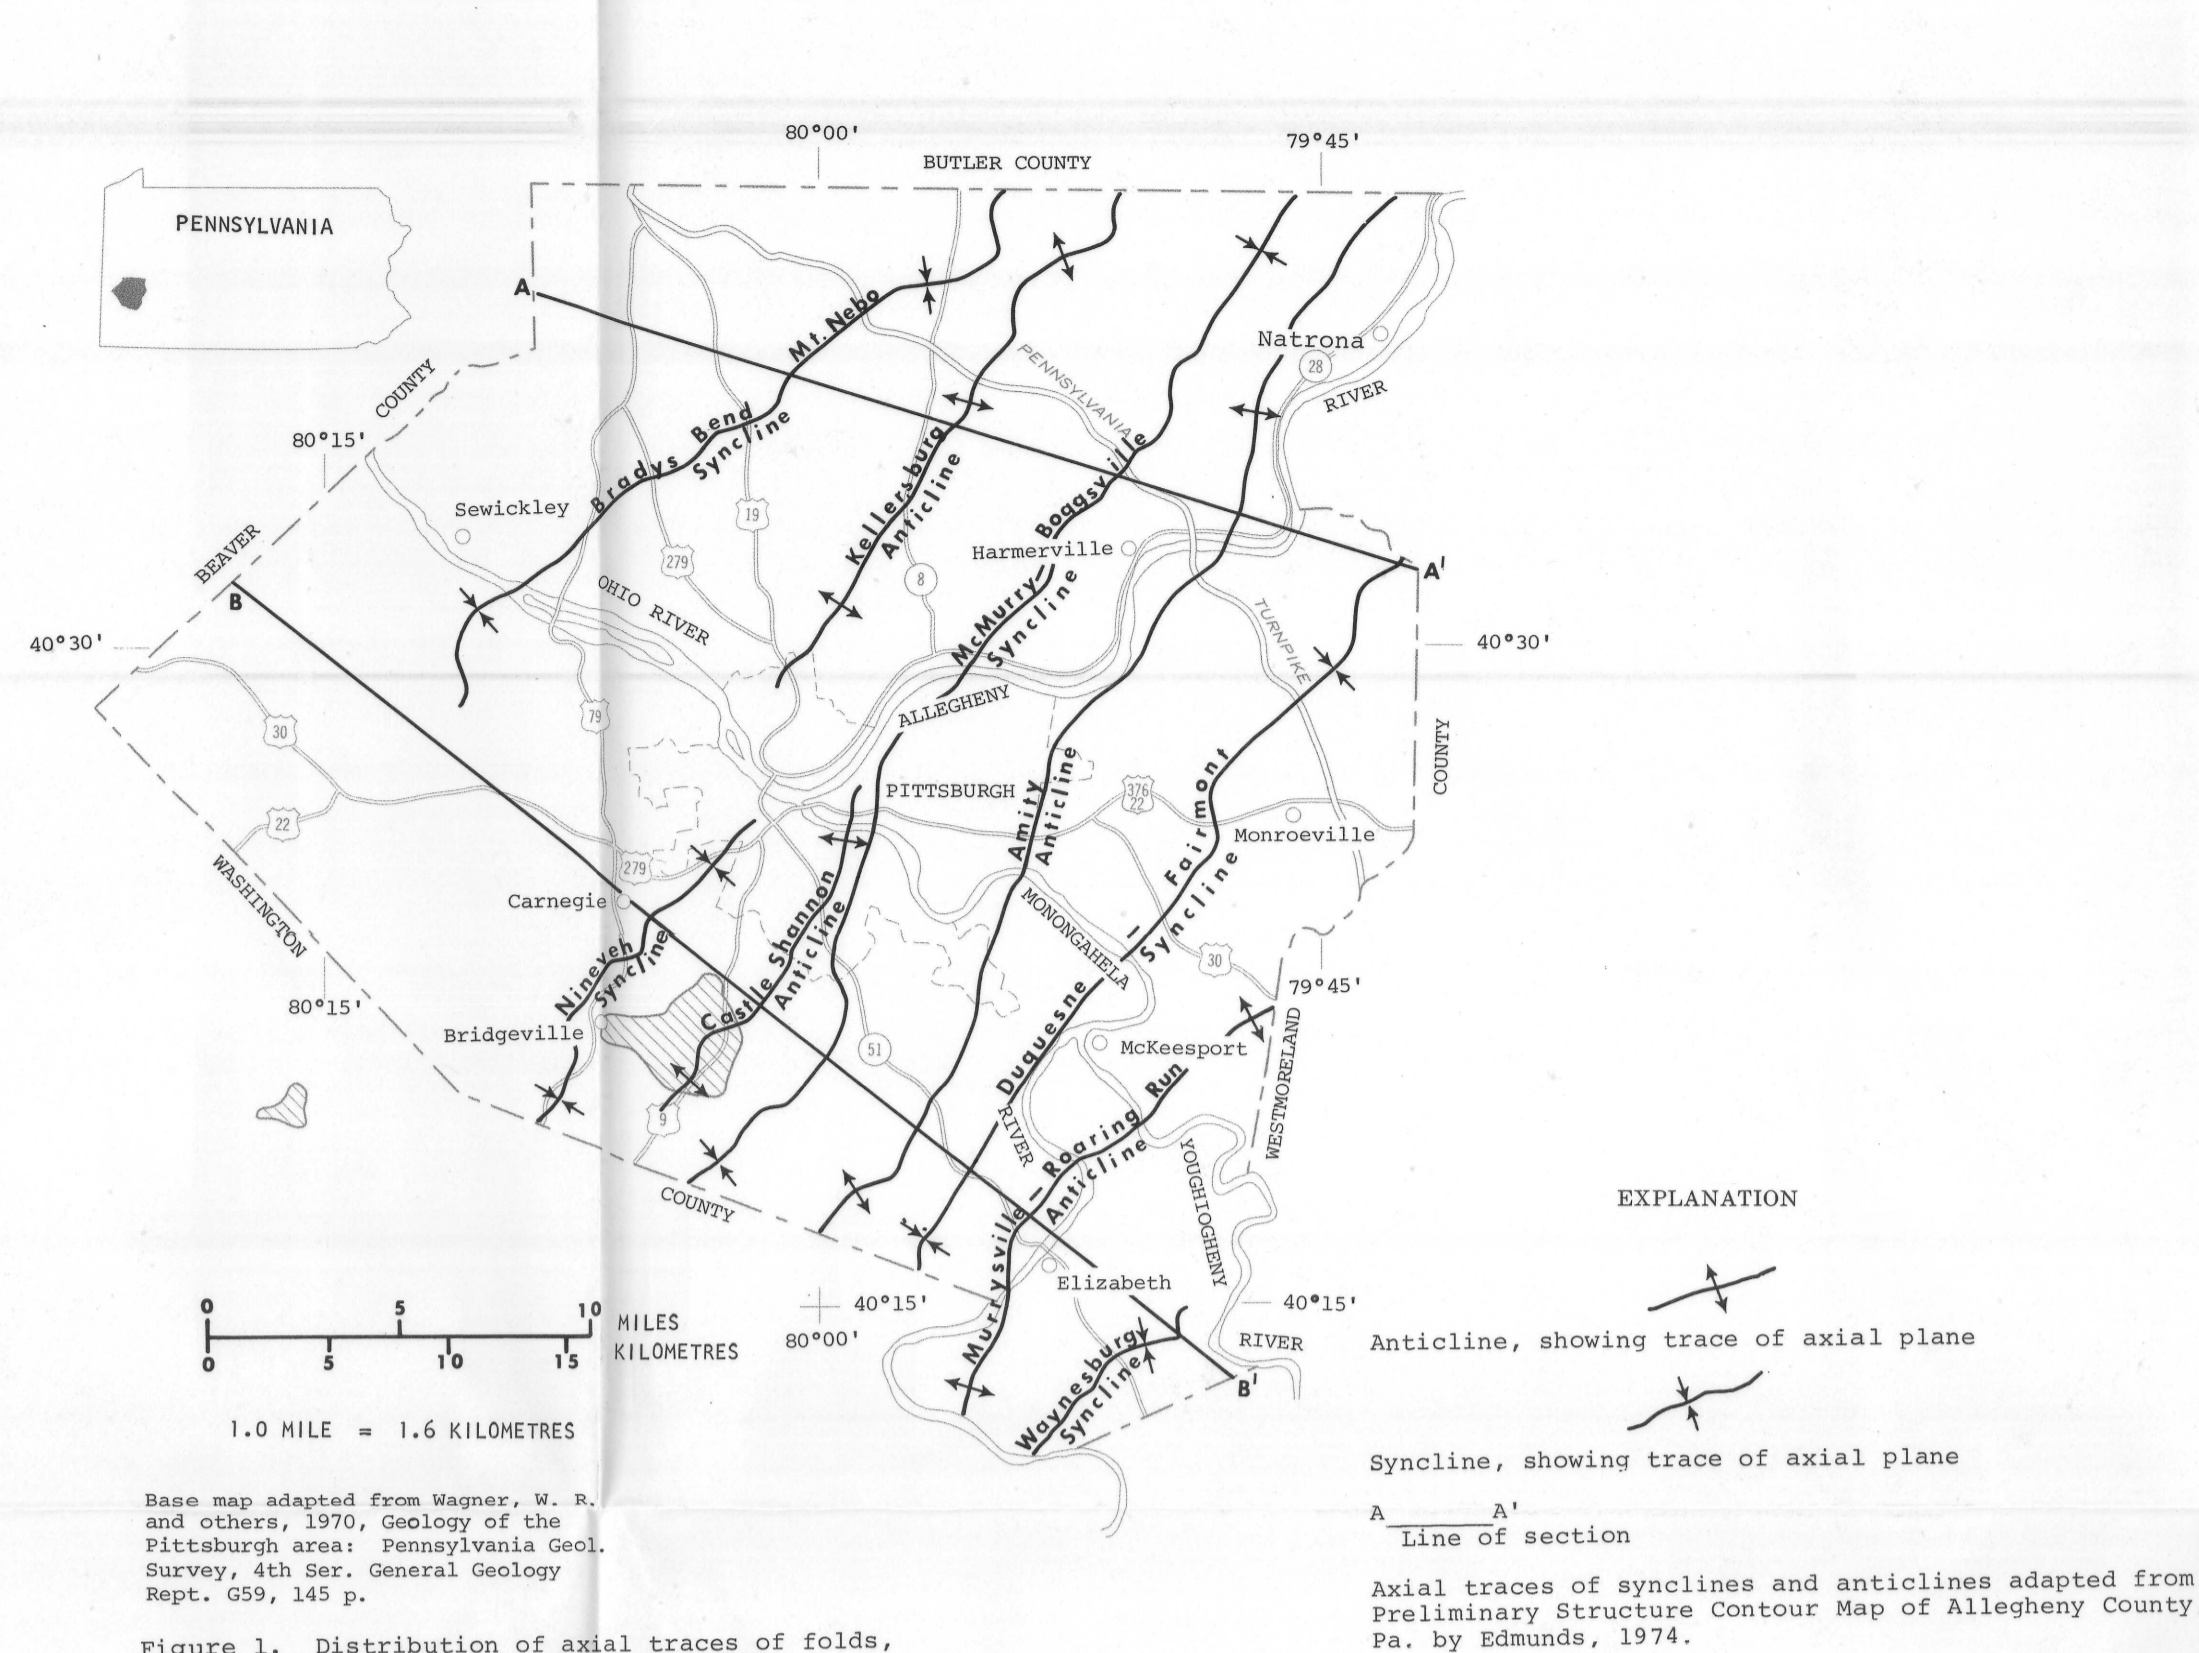 80°00'
79°45'
BUTLER COUNTY
PENNSYLVANIA
A
Mt. Nebo
Natrona
28
RIVER
PENNSYLVANIA
COUNTY
80°15'
Bradys Bend
Syncline
Kellersburg
Anticline
Boggsville
Sewickley
19
BEAVER
279
Harmerville
8
A'
B
OHIO RIVER
McMurry-
Syncline
TURNPIKE
40°30'
40°30'
ALLEGHENY
79
30
COUNTY
PITTSBURGH
Amity
Anticline
Fairmont
376
22
22
Monroeville
WASHINGTON
279
Carnegie
Castle Shannon
Anticline
MONONGAHELA
Syncline
30
Nineveh
Syncline
80°15'
79°45'
Bridgeville
51
Duquesne -
McKeesport
WESTMORELAND
9
RIVER
Roaring Run
Anticline
YOUGHIOGHENY
COUNTY
Murrysville -
Elizabeth
40°15'
80°00'
40°15'
RIVER
Waynesburg
Syncline
B'
0 5 10
MILES
KILOMETRES
0 5 10 15
1.0 MILE = 1.6 KILOMETRES
EXPLANATION
Anticline, showing trace of axial plane
Syncline, showing trace of axial plane
A A'
Line of section
Base map adapted from Wagner, W. R.
and others, 1970, Geology of the
Pittsburgh area: Pennsylvania Geol.
Survey, 4th Ser. General Geology
Rept. G59, 145 p.
Axial traces of synclines and anticlines adapted from
Preliminary Structure Contour Map of Allegheny County
Pa. by Edmunds, 1974.
Figure 1. Distribution of axial traces of folds,